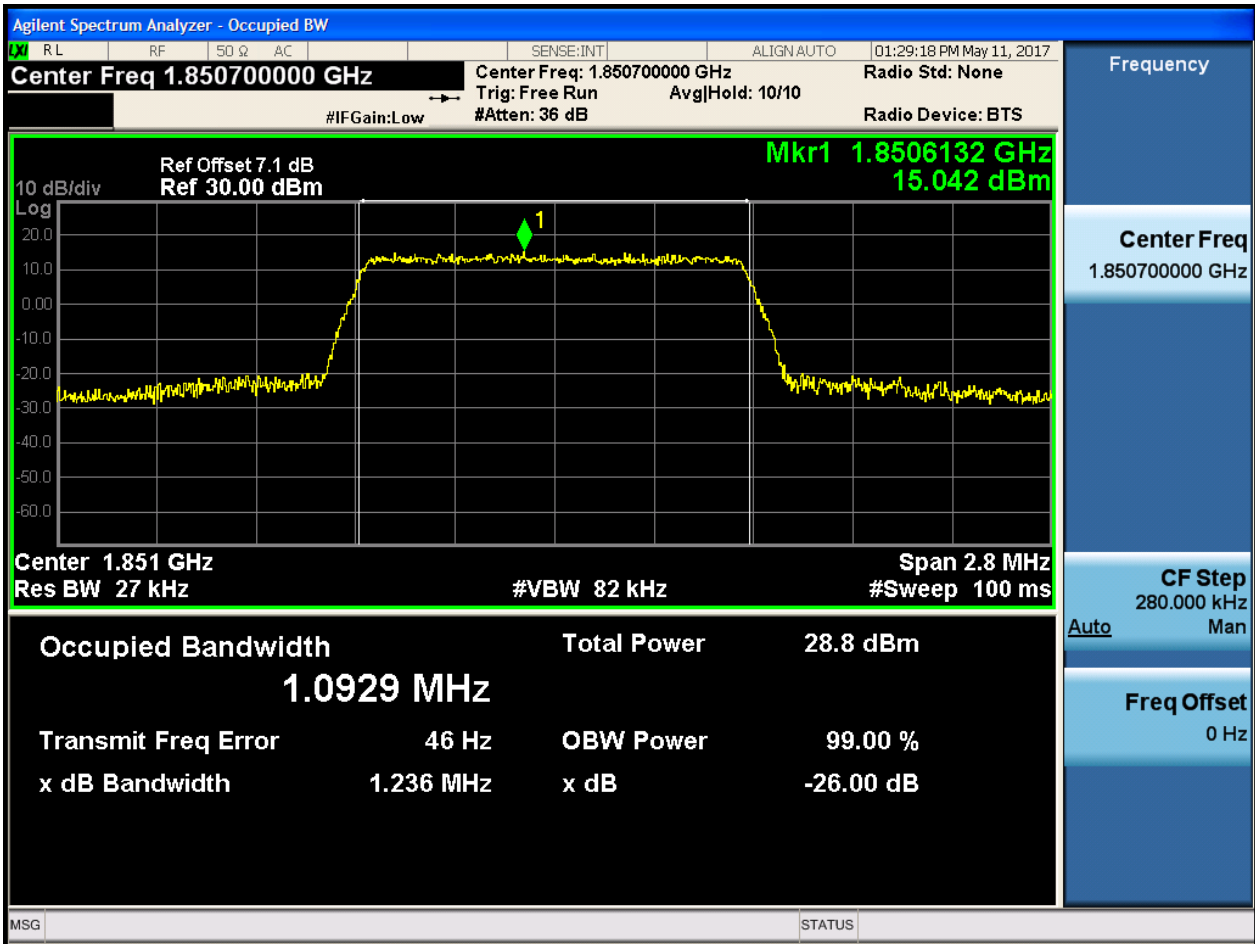 Agilent Spectrum Analyzer - Occupied BW
LXI RL RF 50 Ω AC SENSE:INT ALIGN AUTO 01:29:18 PM May 11, 2017
Center Freq 1.850700000 GHz
Center Freq: 1.850700000 GHz
Radio Std: None
Trig: Free Run Avg|Hold: 10/10
#IFGain:Low
#Atten: 36 dB
Radio Device: BTS
Mkr1 1.8506132 GHz
15.042 dBm
Ref Offset 7.1 dB
10 dB/div Ref 30.00 dBm
Log
1
20.0
10.0
0.00
-10.0
-20.0
-30.0
-40.0
-50.0
-60.0
Center 1.851 GHz Span 2.8 MHz
Res BW 27 kHz #VBW 82 kHz #Sweep 100 ms
Occupied Bandwidth Total Power 28.8 dBm
1.0929 MHz
Transmit Freq Error 46 Hz OBW Power 99.00 %
x dB Bandwidth 1.236 MHz x dB -26.00 dB
Frequency
Center Freq
1.850700000 GHz
CF Step
280.000 kHz
Auto Man
Freq Offset
0 Hz
MSG STATUS